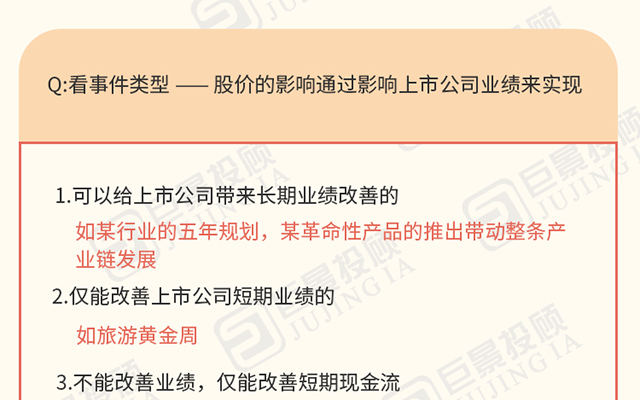 巨景投顾
JUJING IA
Q:看事件类型 —— 股价的影响通过影响上市公司业绩来实现
1.可以给上市公司带来长期业绩改善的
如某行业的五年规划，某革命性产品的推出带动整条产
业链发展
2.仅能改善上市公司短期业绩的
如旅游黄金周
3.不能改善业绩，仅能改善短期现金流